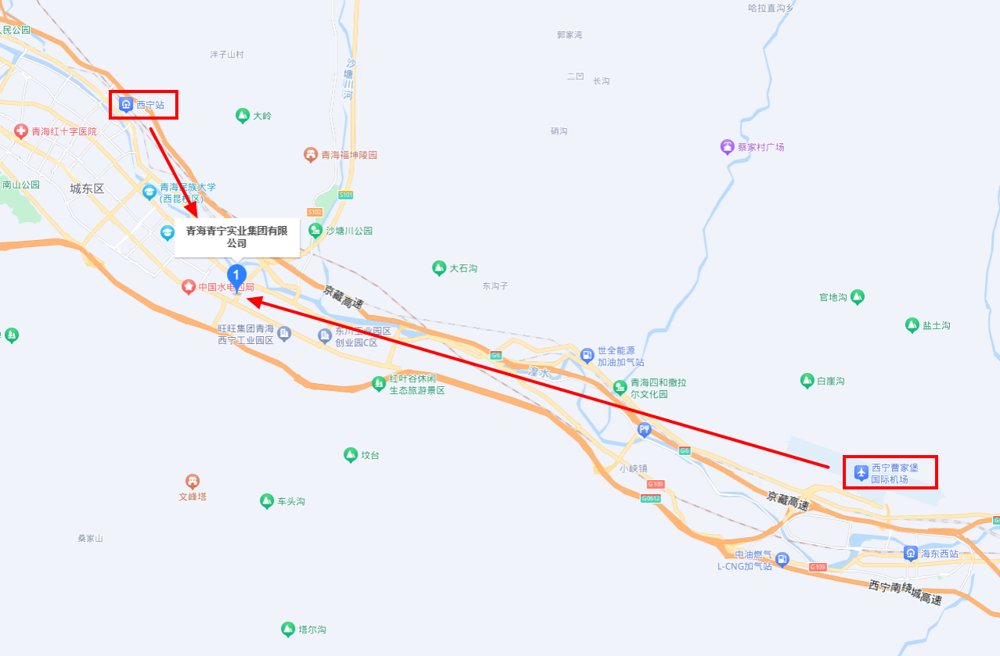 哈拉直沟乡
人民公园
郭家湾
泮子山村
沙塘川河
二凹
长沟
西宁站
大岭
青海红十字医院
硝沟
蔡家村广场
青海福坤陵园
南山公园
城东区
青海民族大学
(西昆校区)
S101
S102
青海青宁实业集团有限
公司
沙塘川公园
大石沟
1
中国水电四局
东沟子
京藏高速
官地沟
盐土沟
旺旺集团青海
西宁工业园区
东川工业园区
创业园C区
G6
世全能源
加油加气站
湟水
红叶谷休闲
生态旅游景区
青海四和撒拉
尔文化园
白崖沟
P
G6
坟台
小峡镇
西宁曹家堡
国际机场
G109
G0612
文峰塔
车头沟
京藏高速
桑家山
中油燃气
L-CNG加气站
海东西站
G109
西宁南绕城高速
塔尔沟